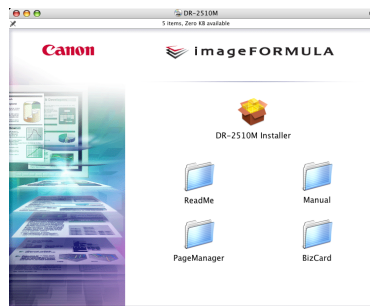 DR-2510M
5 items, Zero KB available
Canon
imageFORMULA
DR-2510M Installer
ReadMe
Manual
PageManager
BizCard